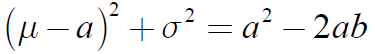 (μ − a)² + σ² = a² − 2ab